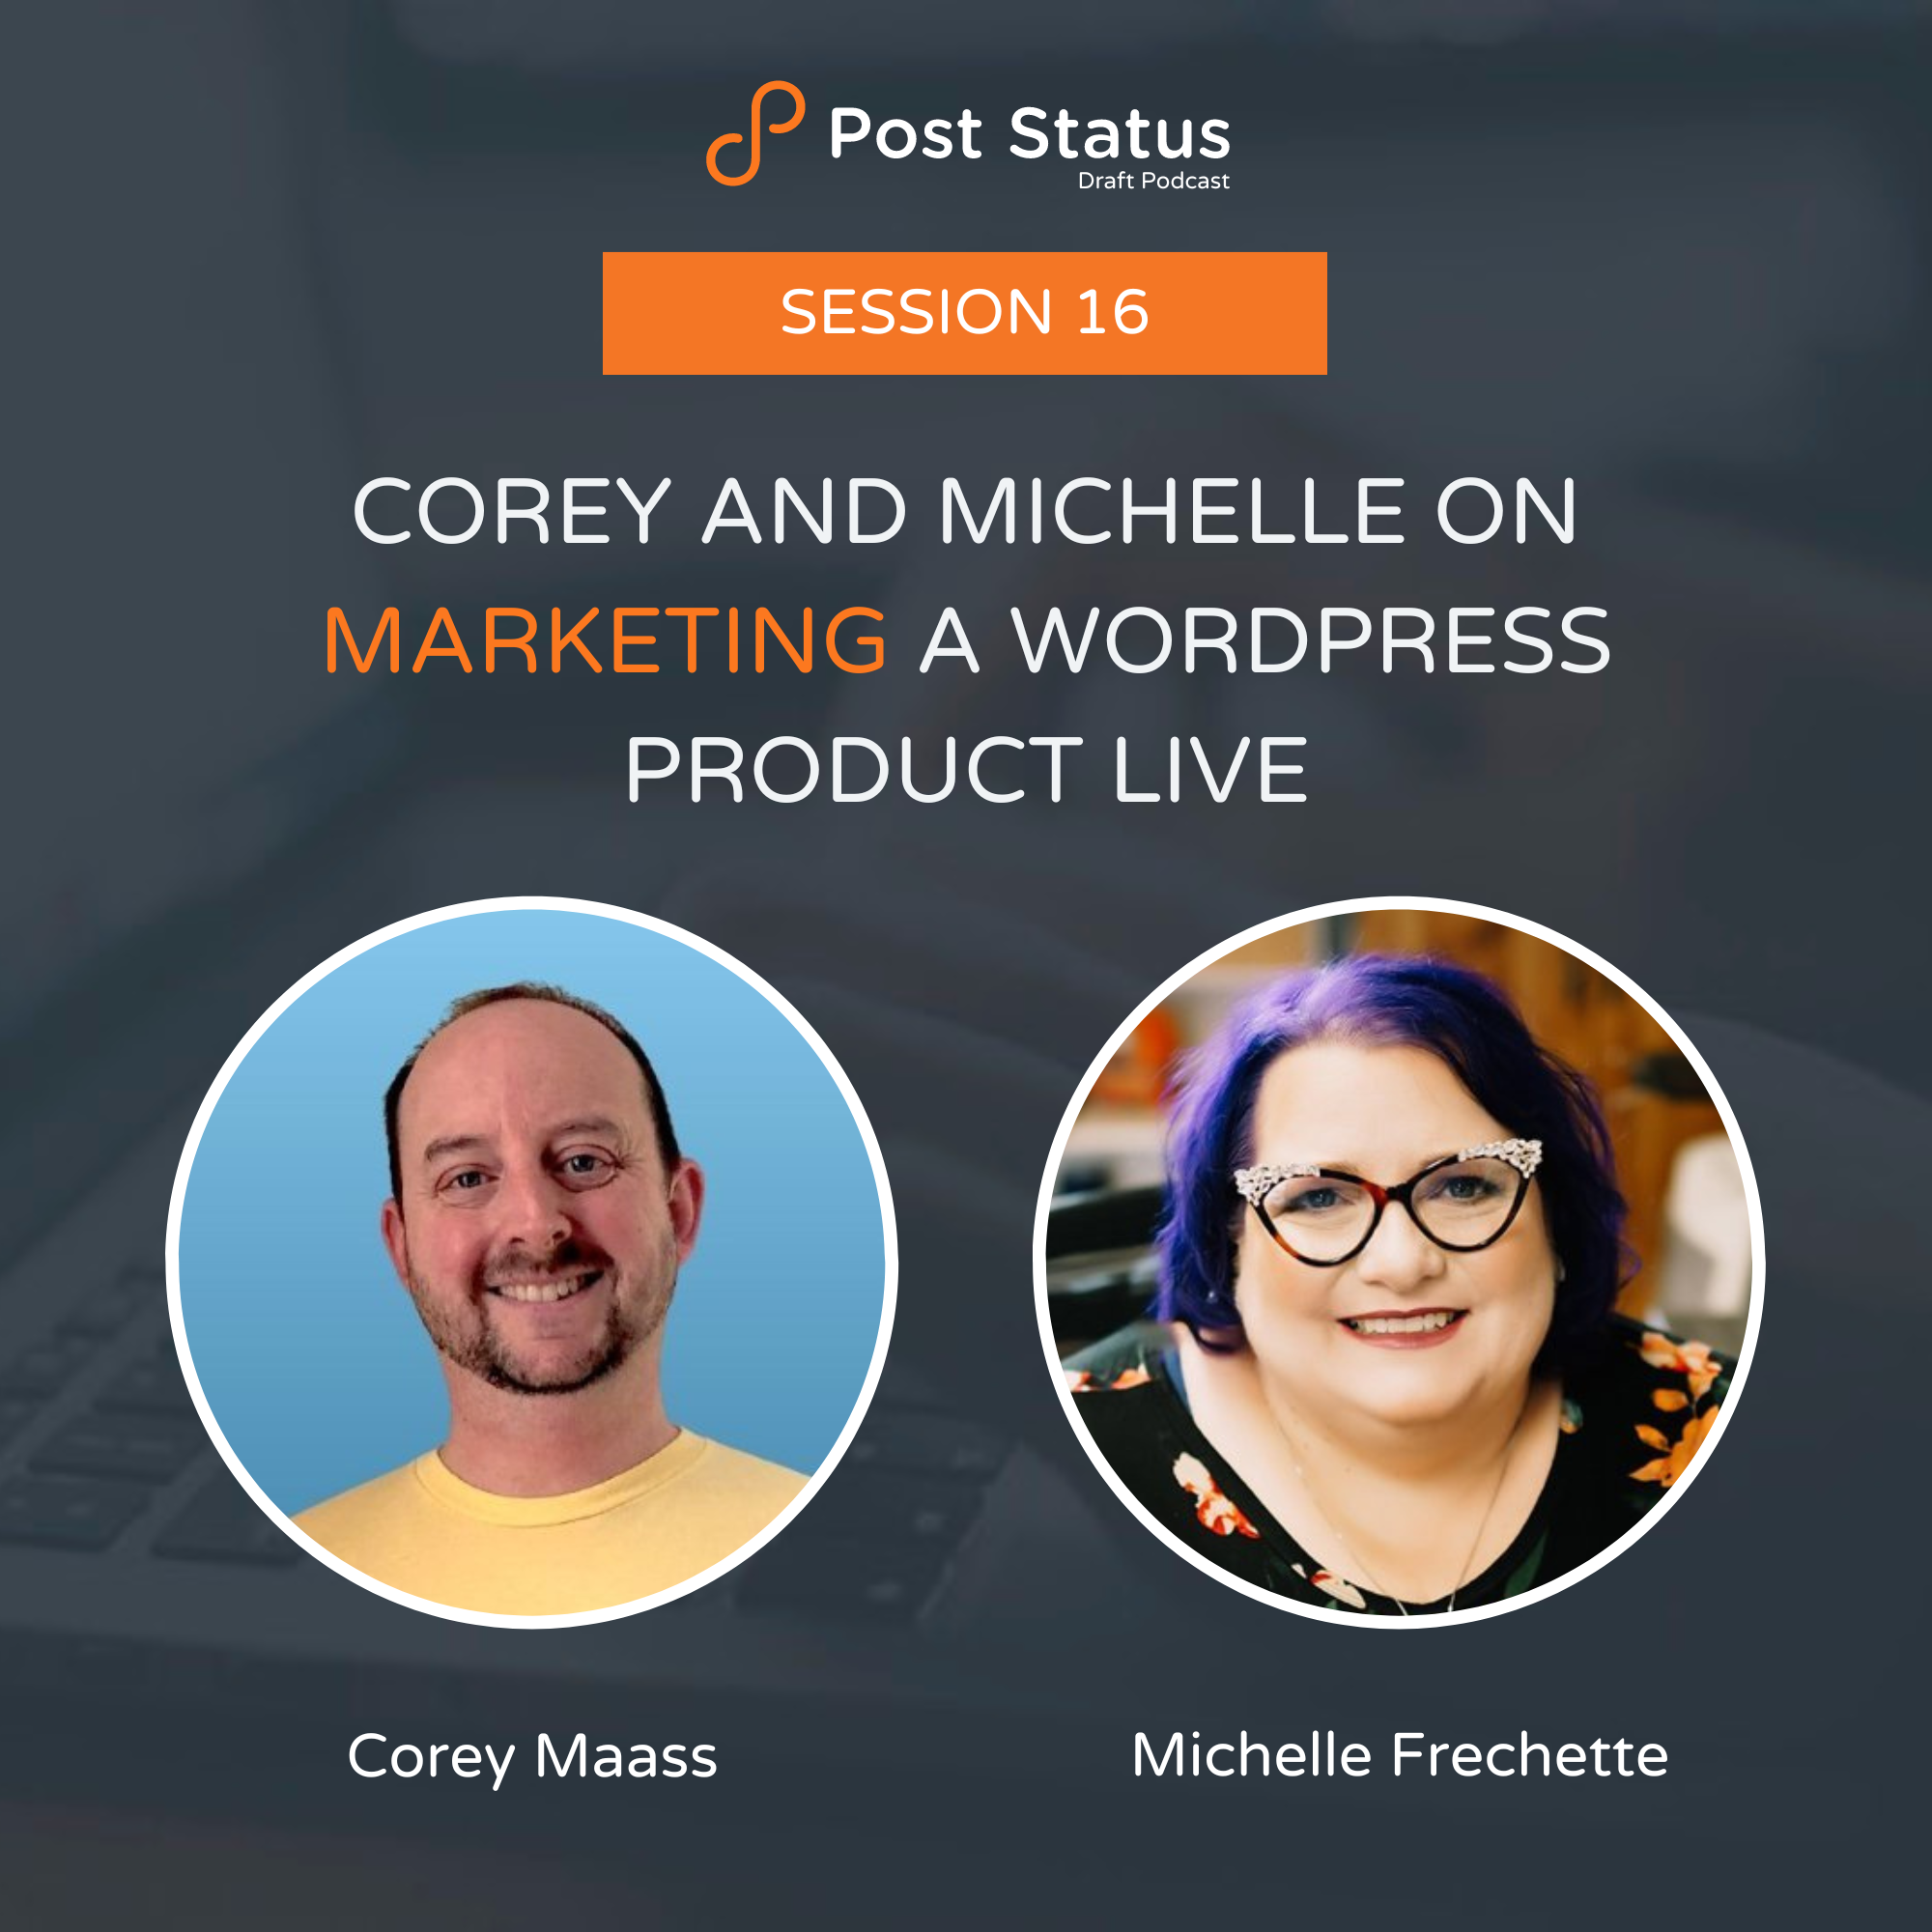 Post Status
Draft Podcast
SESSION 16
COREY AND MICHELLE ON
MARKETING A WORDPRESS
PRODUCT LIVE
Corey Maass
Michelle Frechette